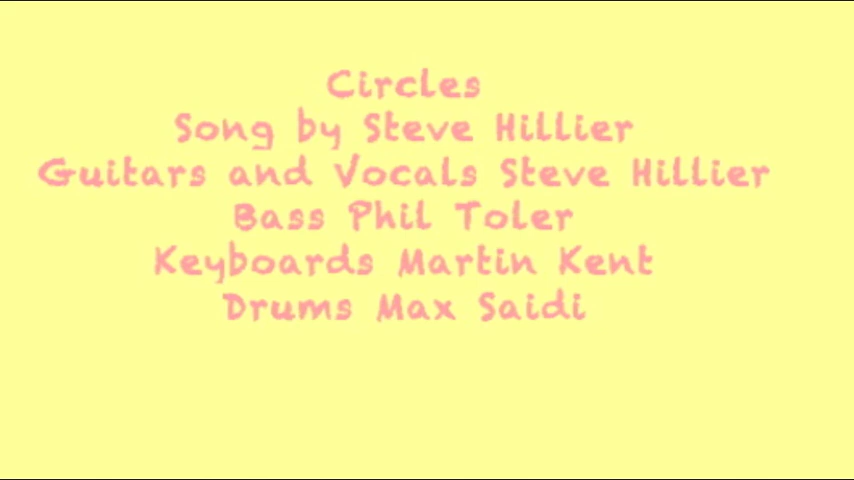 Circles
Song by Steve Hillier
Guitars and Vocals Steve Hillier
Bass Phil Toler
Keyboards Martin Kent
Drums Max Saidi